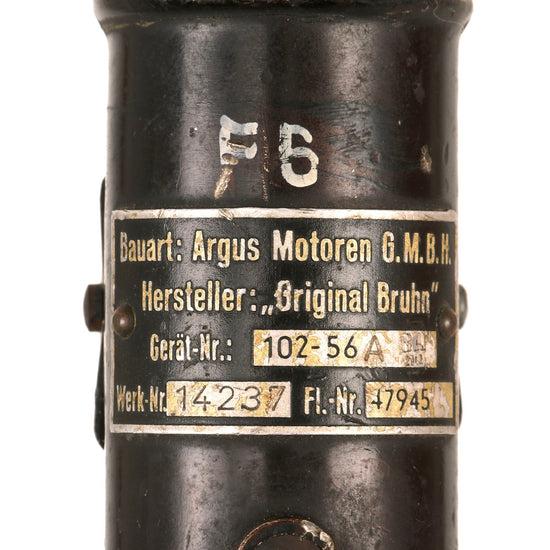 F6
Bauart: Argus Motoren G.M.B.H.
Hersteller: „Original Bruhn"
Gerät-Nr.: 102-56 A
Werk-Nr. 14237 Fl.-Nr. 47945